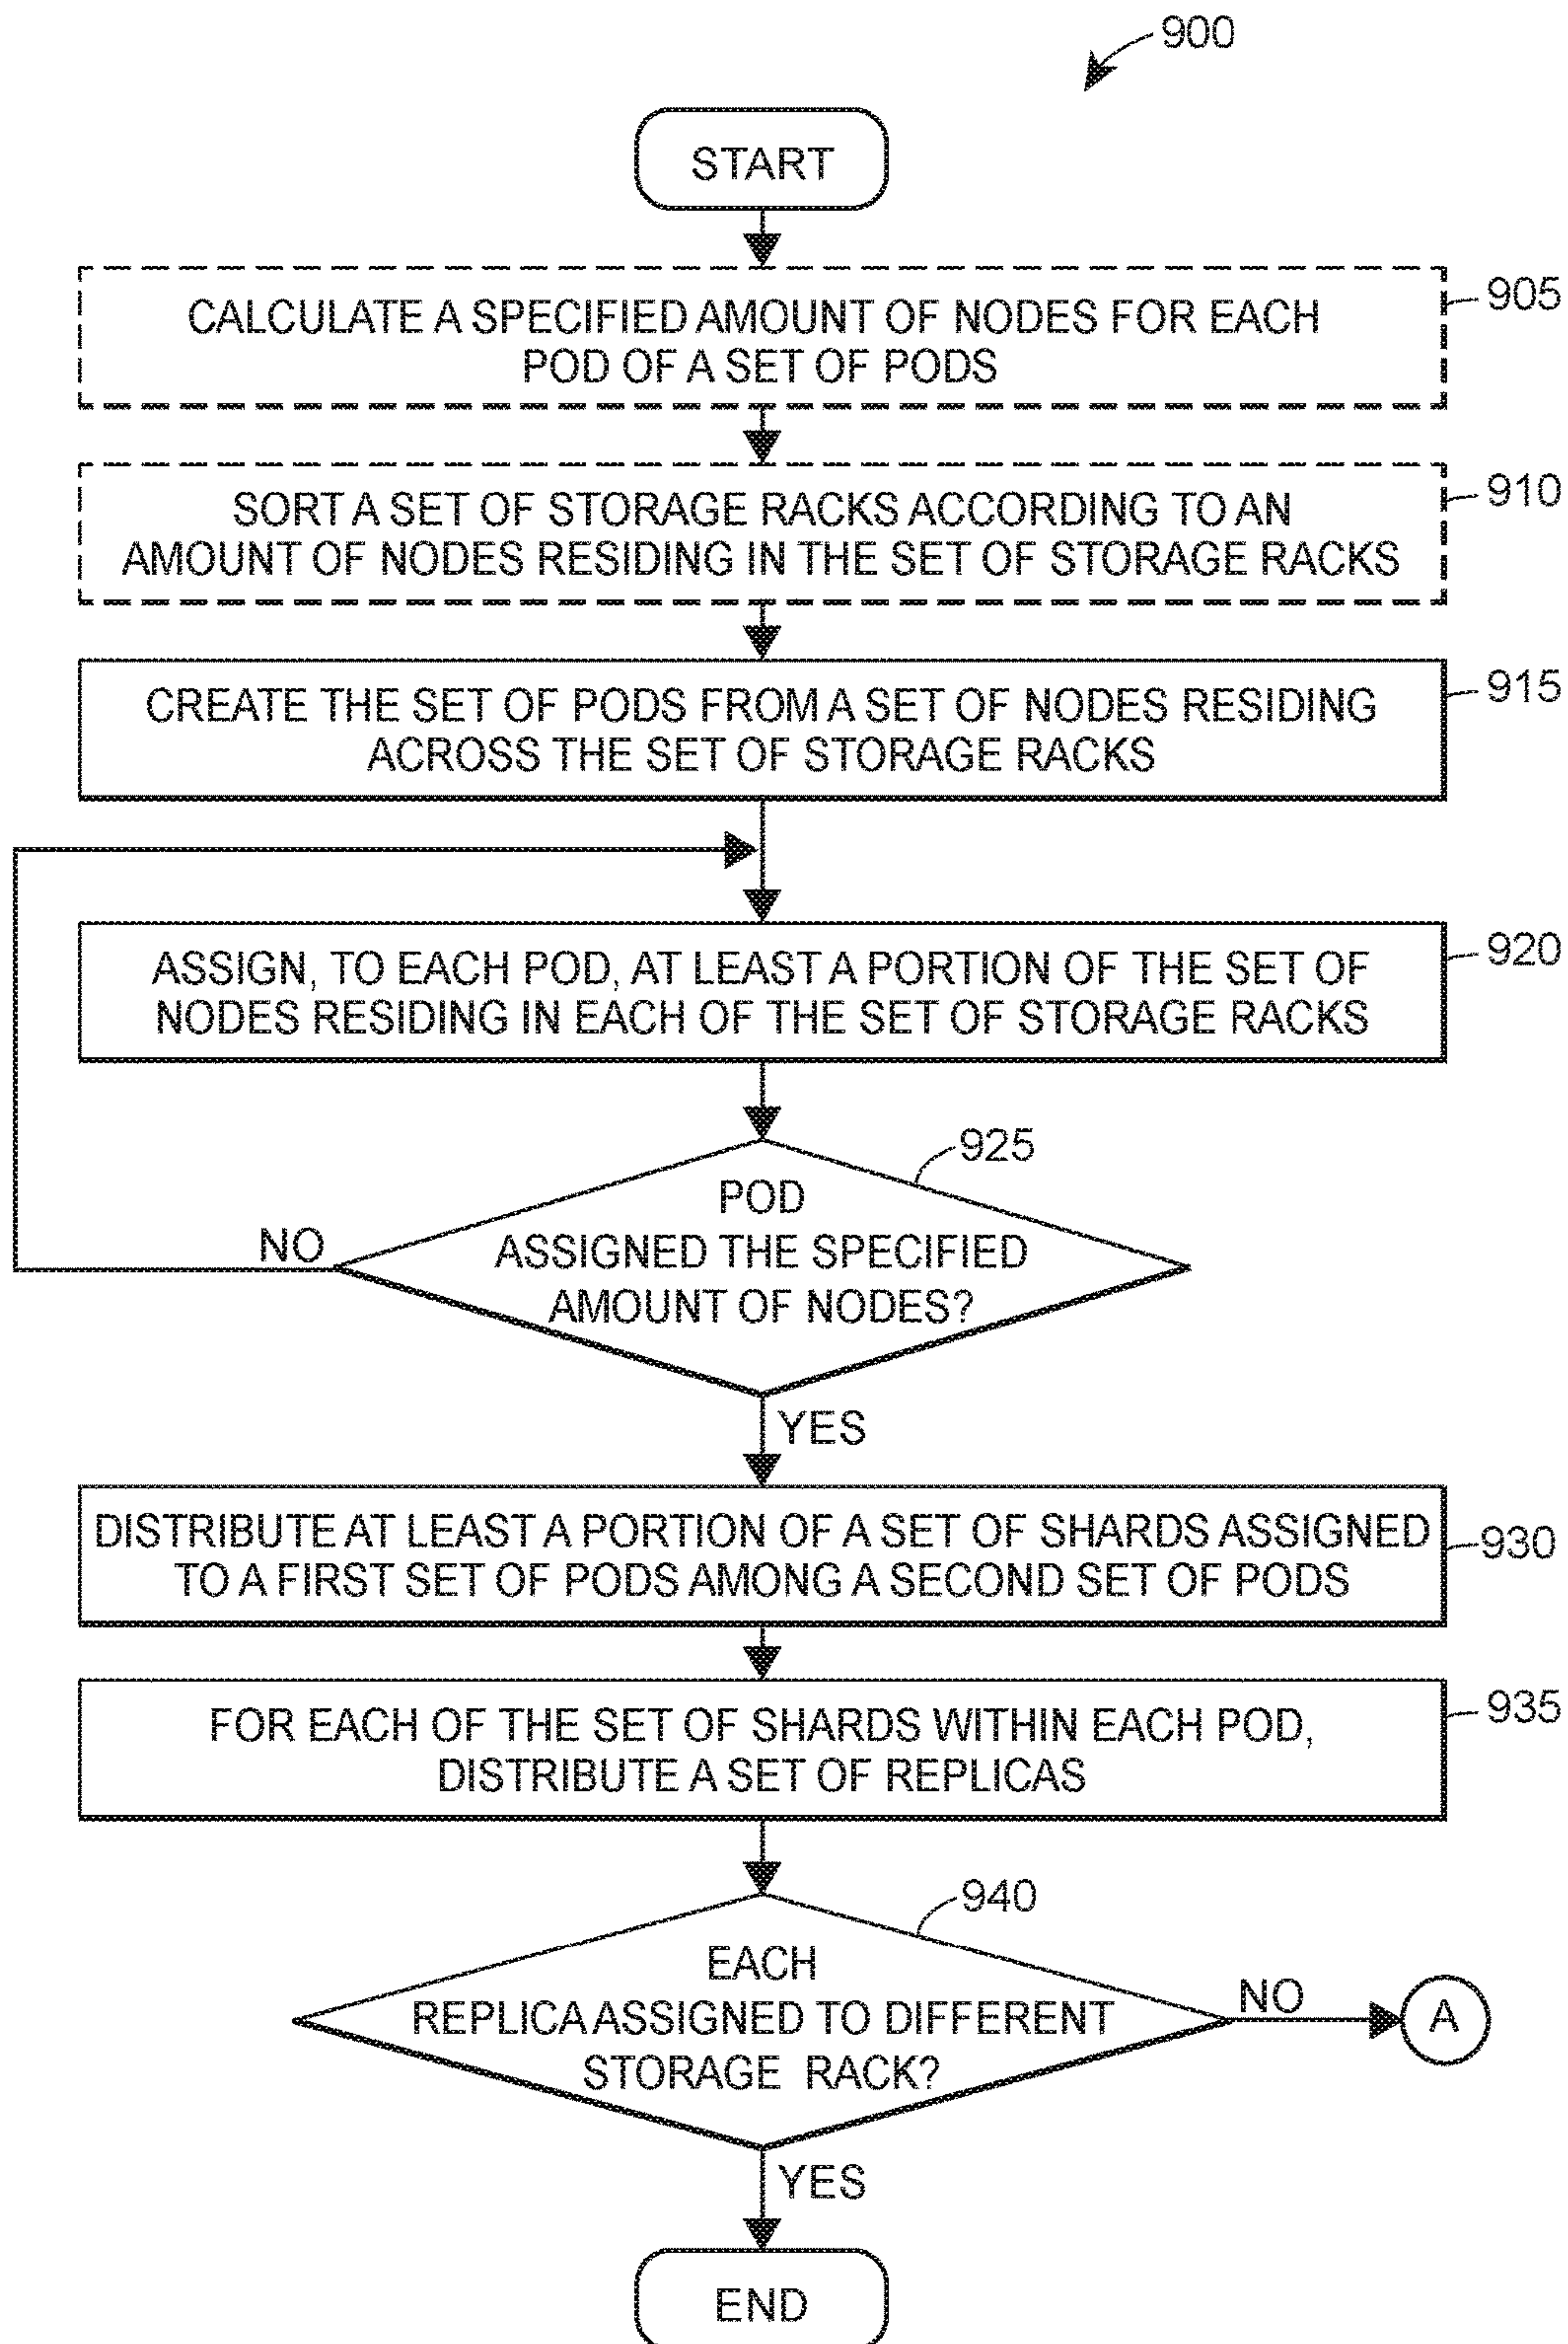 900
START
CALCULATE A SPECIFIED AMOUNT OF NODES FOR EACH
POD OF A SET OF PODS
905
SORT A SET OF STORAGE RACKS ACCORDING TO AN
AMOUNT OF NODES RESIDING IN THE SET OF STORAGE RACKS
910
CREATE THE SET OF PODS FROM A SET OF NODES RESIDING
ACROSS THE SET OF STORAGE RACKS
915
ASSIGN, TO EACH POD, AT LEAST A PORTION OF THE SET OF
NODES RESIDING IN EACH OF THE SET OF STORAGE RACKS
920
925
POD
ASSIGNED THE SPECIFIED
AMOUNT OF NODES?
NO
YES
DISTRIBUTE AT LEAST A PORTION OF A SET OF SHARDS ASSIGNED
TO A FIRST SET OF PODS AMONG A SECOND SET OF PODS
930
FOR EACH OF THE SET OF SHARDS WITHIN EACH POD,
DISTRIBUTE A SET OF REPLICAS
935
940
EACH
REPLICA ASSIGNED TO DIFFERENT
STORAGE RACK?
NO
A
YES
END